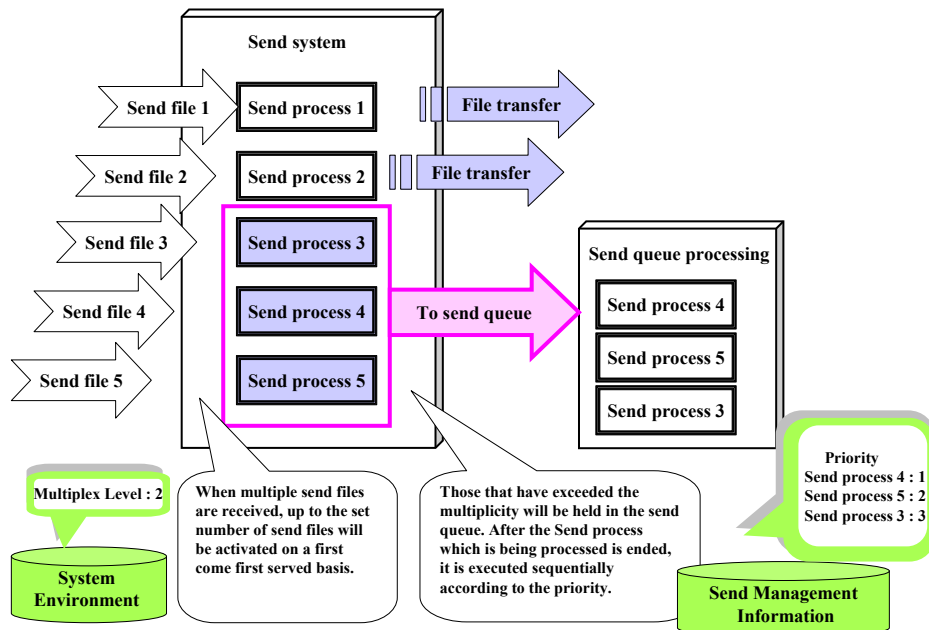 Send system
Send file 1
Send process 1
File transfer
Send file 2
Send process 2
File transfer
Send file 3
Send process 3
Send file 4
Send process 4
Send file 5
Send process 5
To send queue
Send queue processing
Send process 4
Send process 5
Send process 3
Multiplex Level : 2
System
Environment
When multiple send files
are received, up to the set
number of send files will
be activated on a first
come first served basis.
Those that have exceeded the
multiplicity will be held in the send
queue. After the Send process
which is being processed is ended,
it is executed sequentially
according to the priority.
Priority
Send process 4 : 1
Send process 5 : 2
Send process 3 : 3
Send Management
Information